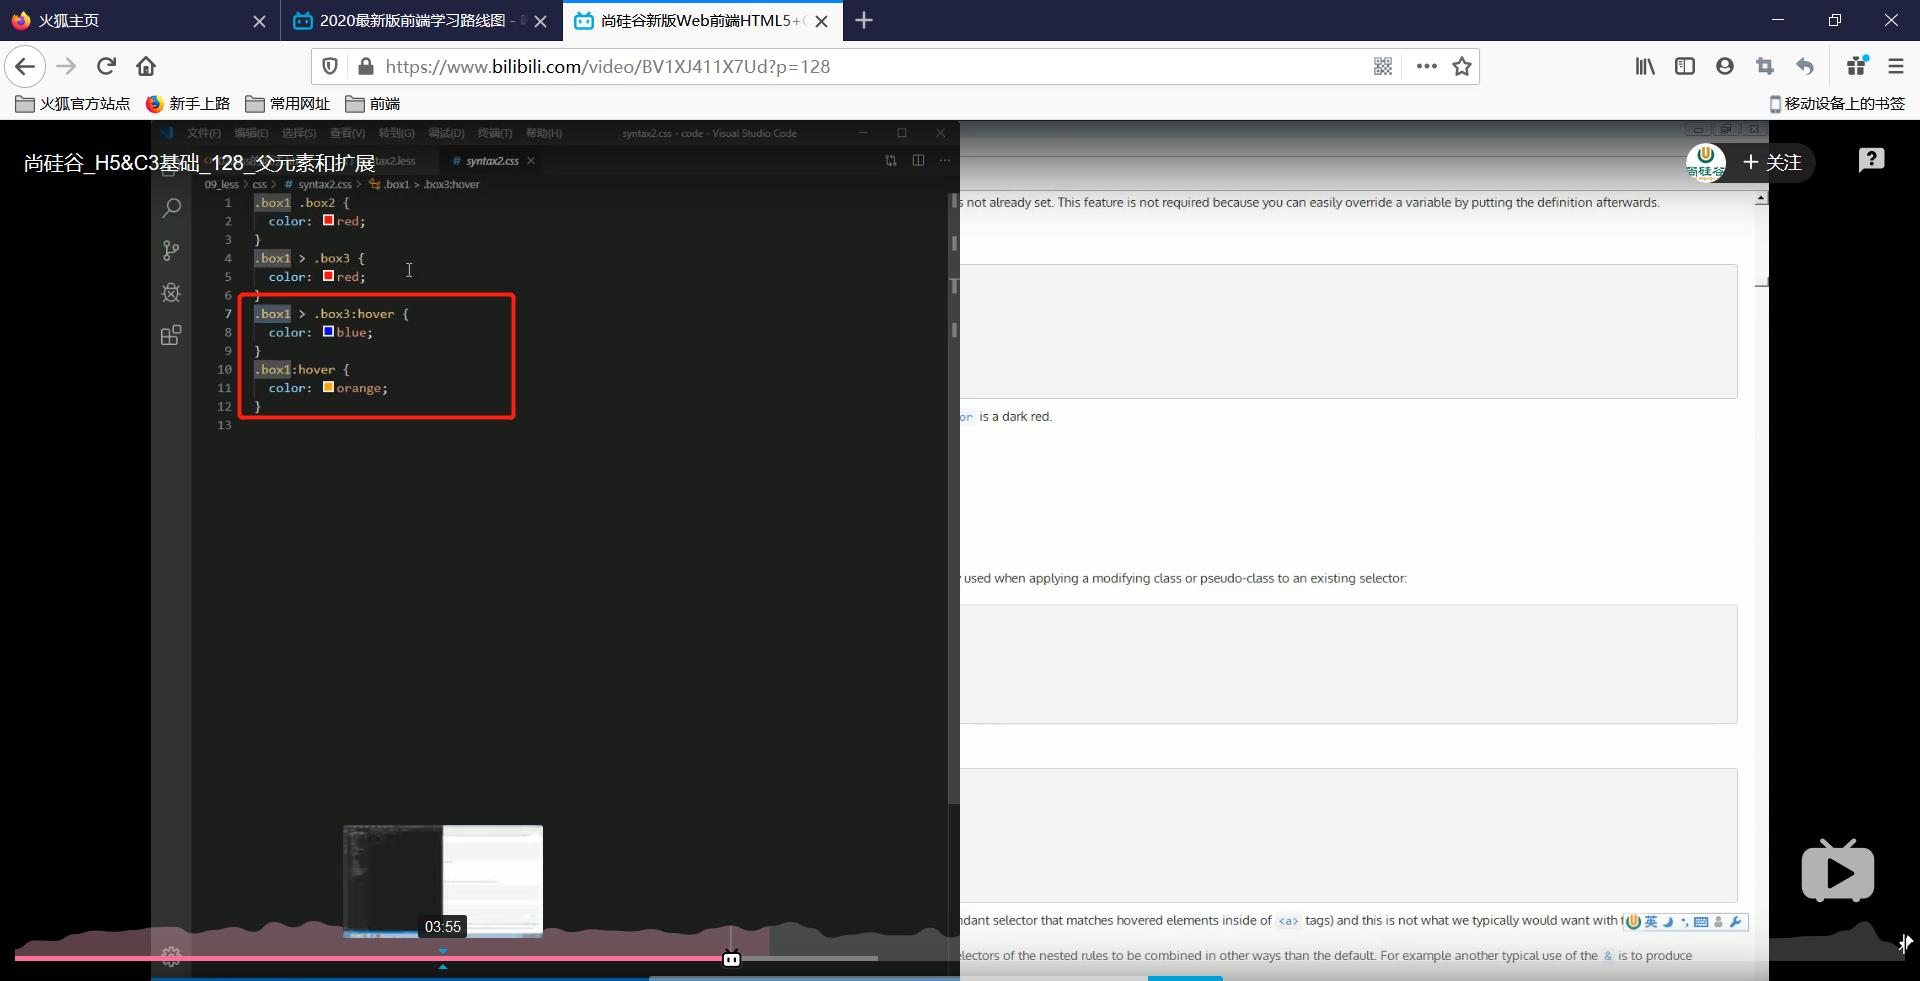 火狐主页
2020最新版前端学习路线图 -
尚硅谷新版Web前端HTML5+
https://www.bilibili.com/video/BV1XJ411X7Ud?p=128
火狐官方站点 新手上路 常用网址 前端 移动设备上的书签
文件(F) 编辑(E) 选择(S) 查看(V) 转到(G) 调试(D) 终端(T) 帮助(H) syntax2.css - code - Visual Studio Code
尚硅谷_H5&C3基础_128_父元素和扩展
tax2.less # syntax2.css
+ 关注
尚硅谷
09_less > css > # syntax2.css > .box1 > .box3:hover
1 .box1 .box2 {
2 color: red;
3 }
4 .box1 > .box3 {
5 color: red;
6 }
7 .box1 > .box3:hover {
8 color: blue;
9 }
10 .box1:hover {
11 color: orange;
12 }
13
s not already set. This feature is not required because you can easily override a variable by putting the definition afterwards.
or is a dark red.
used when applying a modifying class or pseudo-class to an existing selector:
03:55
ndant selector that matches hovered elements inside of <a> tags) and this is not what we typically would want with
英
lectors of the nested rules to be combined in other ways than the default. For example another typical use of the & is to produce